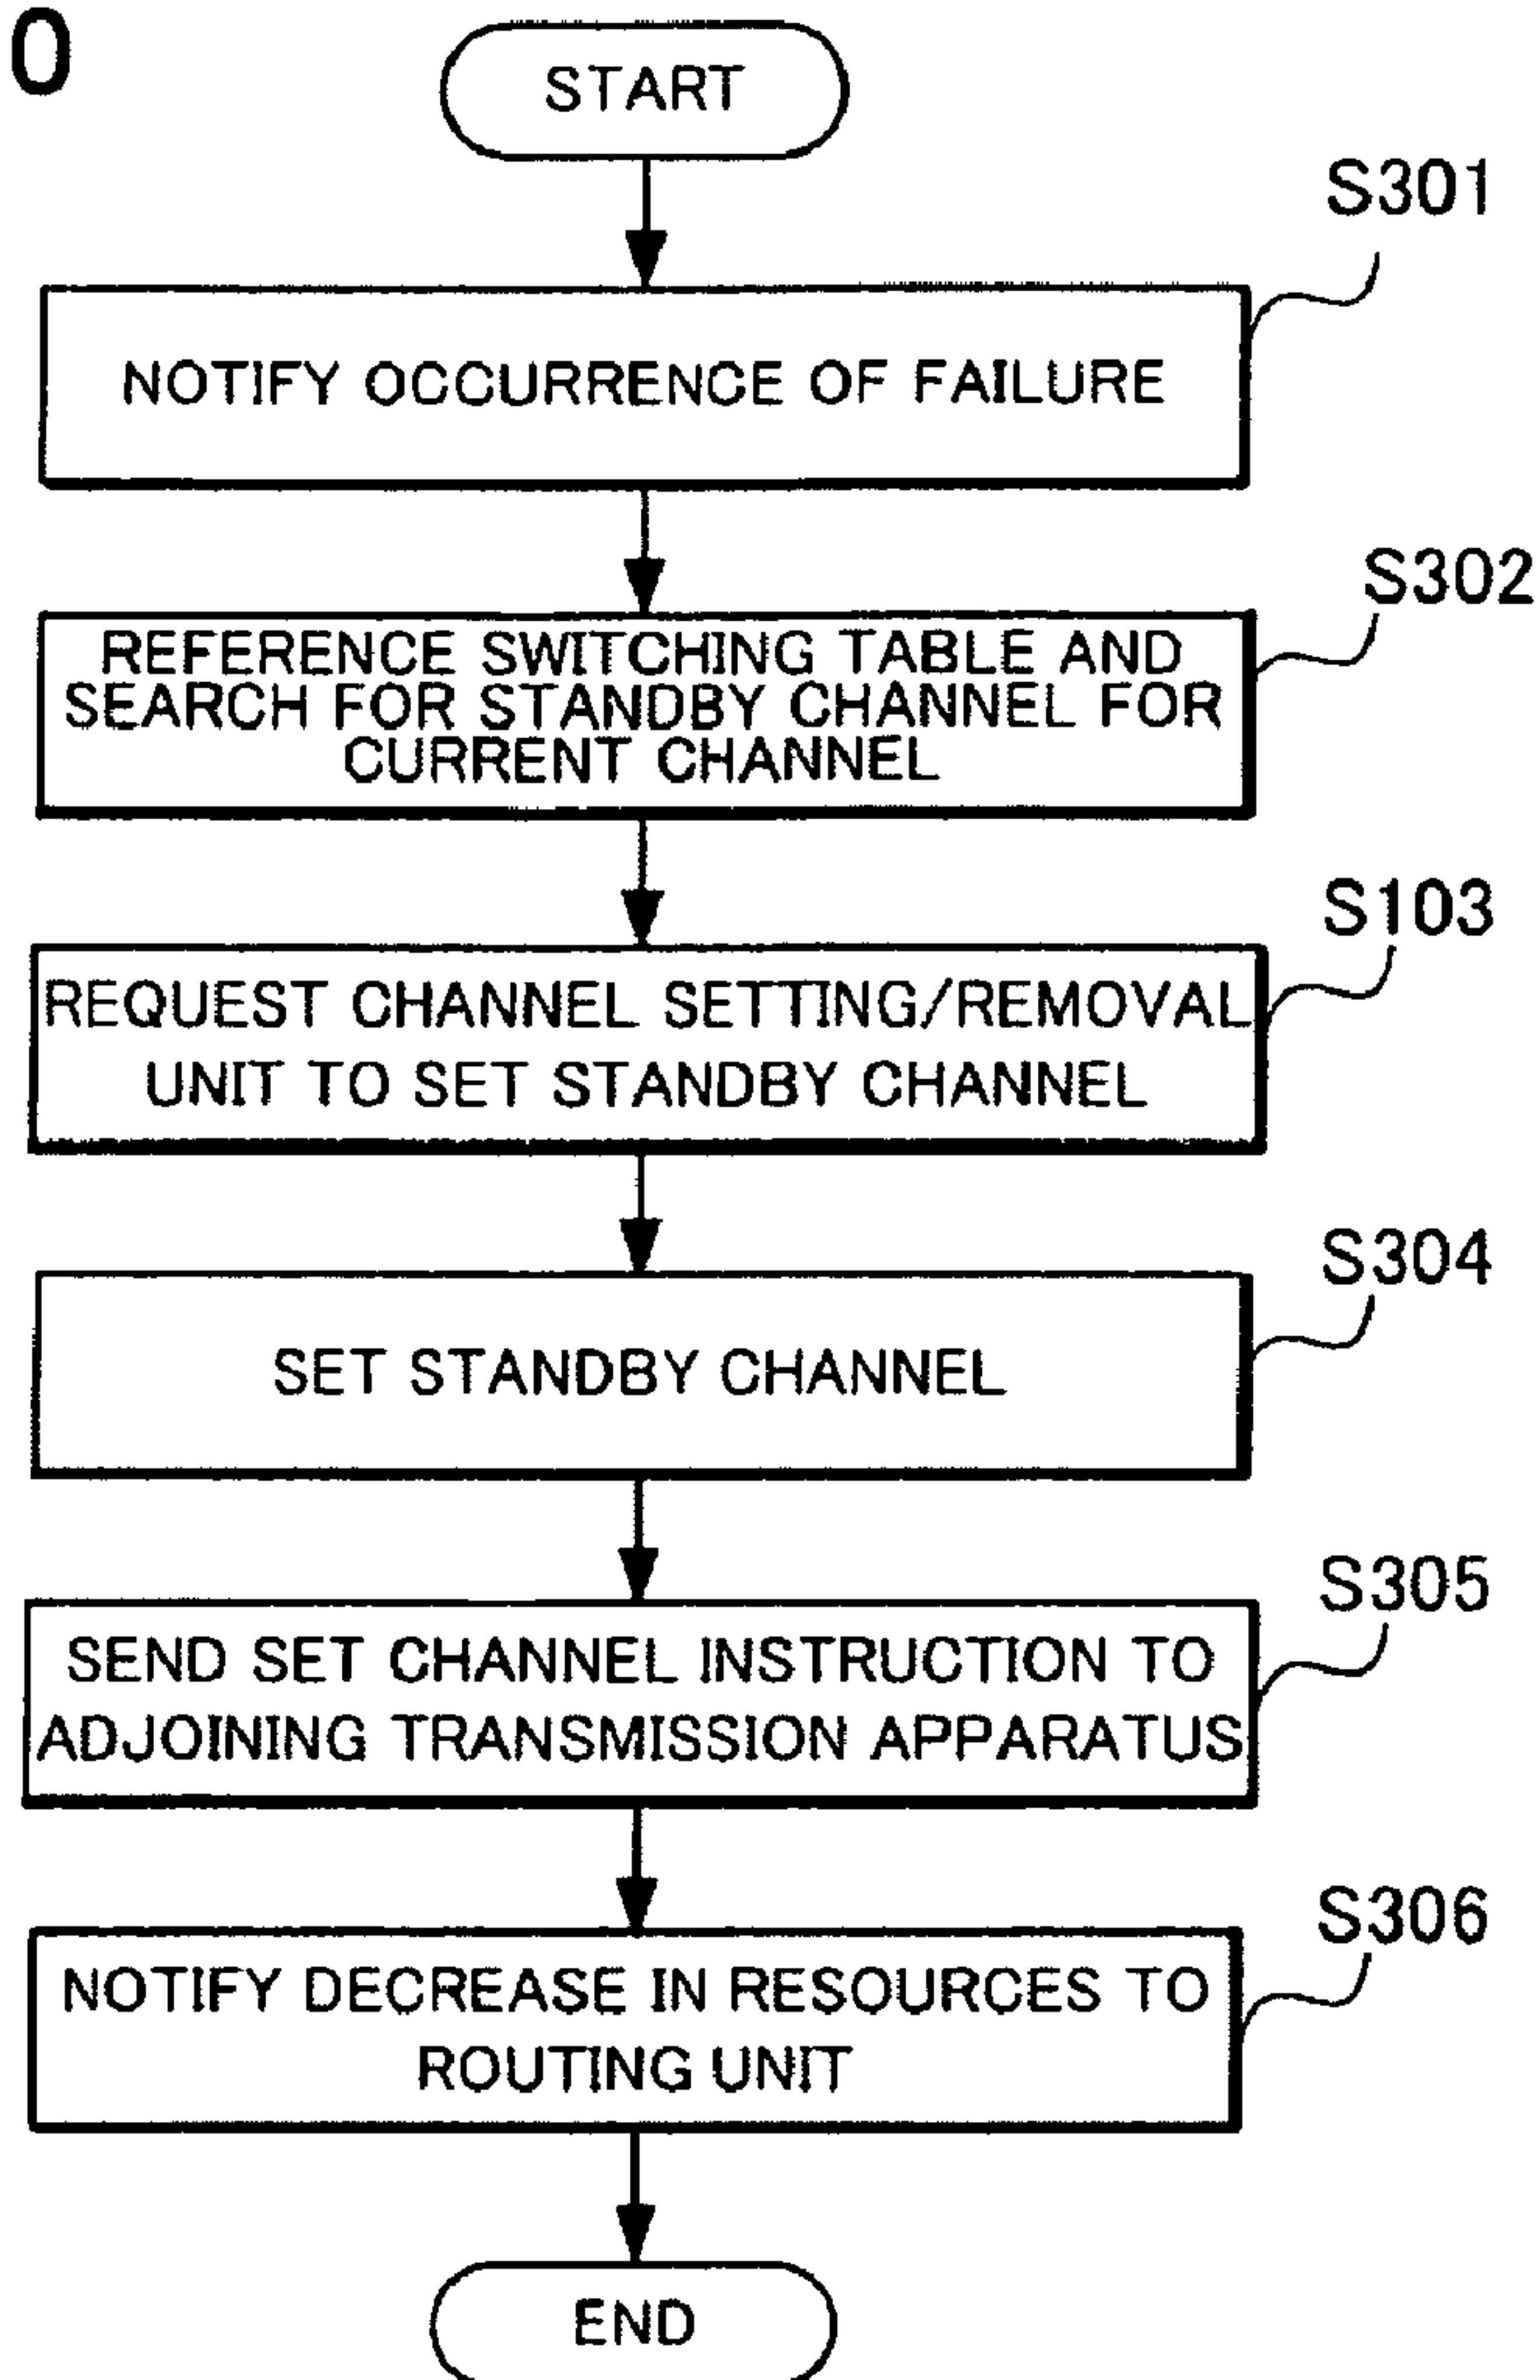 0
START
S301
NOTIFY OCCURRENCE OF FAILURE
S302
REFERENCE SWITCHING TABLE AND
SEARCH FOR STANDBY CHANNEL FOR
CURRENT CHANNEL
S103
REQUEST CHANNEL SETTING/REMOVAL
UNIT TO SET STANDBY CHANNEL
S304
SET STANDBY CHANNEL
S305
SEND SET CHANNEL INSTRUCTION TO
ADJOINING TRANSMISSION APPARATUS
S306
NOTIFY DECREASE IN RESOURCES TO
ROUTING UNIT
END